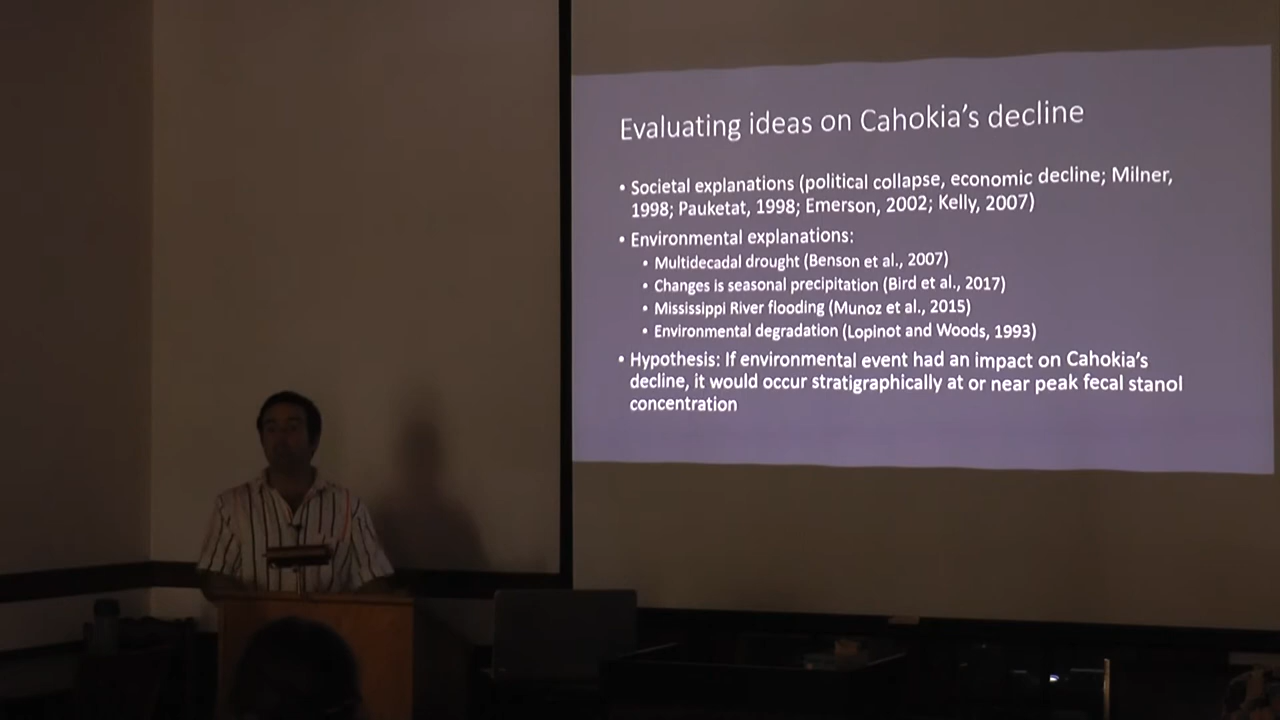 Evaluating ideas on Cahokia's decline
• Societal explanations (political collapse, economic decline; Milner,
1998; Pauketat, 1998; Emerson, 2002; Kelly, 2007)
• Environmental explanations:
• Multidecadal drought (Benson et al., 2007)
• Changes is seasonal precipitation (Bird et al., 2017)
• Mississippi River flooding (Munoz et al., 2015)
• Environmental degradation (Lopinot and Woods, 1993)
• Hypothesis: If environmental event had an impact on Cahokia's
decline, it would occur stratigraphically at or near peak fecal stanol
concentration